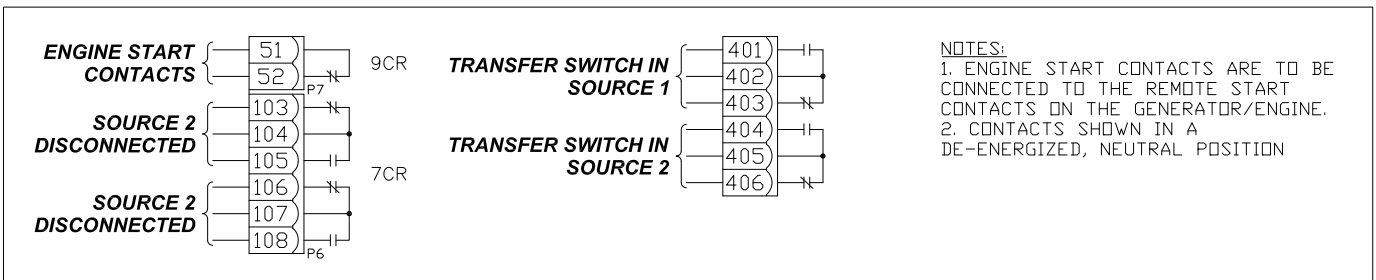 ENGINE START
CONTACTS
51
52
P7
9CR
SOURCE 2
DISCONNECTED
103
104
105
7CR
SOURCE 2
DISCONNECTED
106
107
108
P6
TRANSFER SWITCH IN
SOURCE 1
401
402
403
TRANSFER SWITCH IN
SOURCE 2
404
405
406
NOTES:
1. ENGINE START CONTACTS ARE TO BE
CONNECTED TO THE REMOTE START
CONTACTS ON THE GENERATOR/ENGINE.
2. CONTACTS SHOWN IN A
DE-ENERGIZED, NEUTRAL POSITION